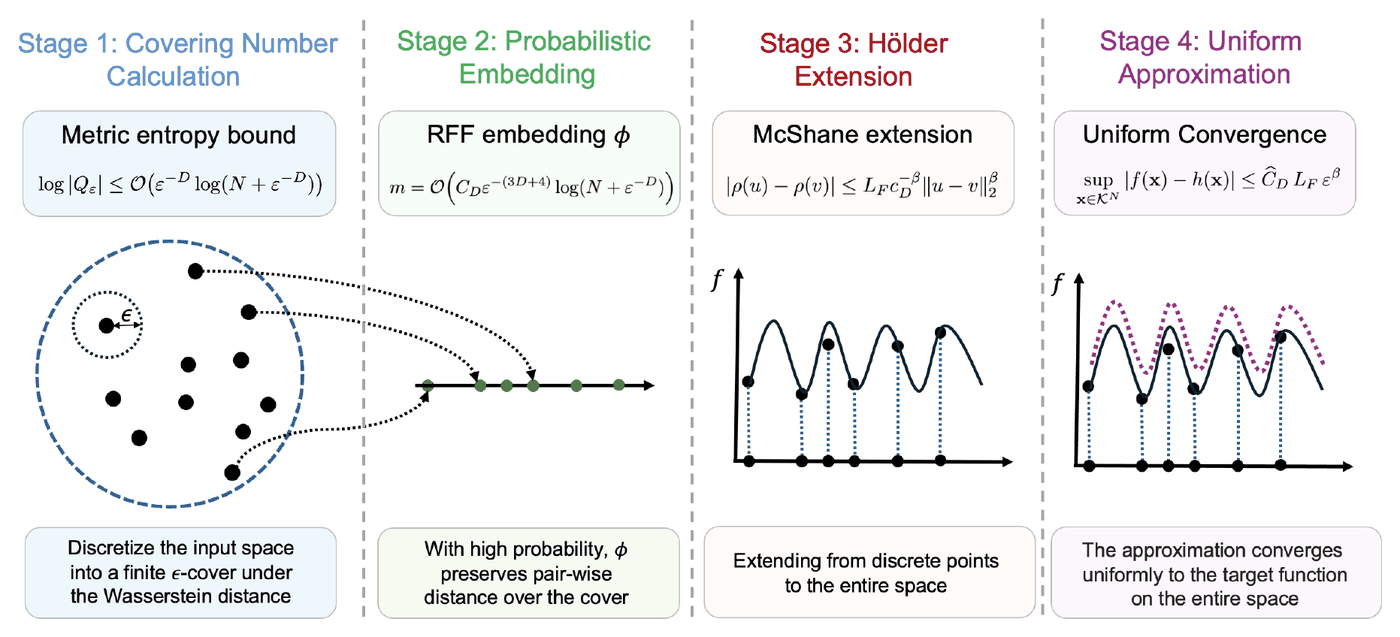 Stage 1: Covering Number
Calculation
Metric entropy bound
log |Q_ε| ≤ 𝒪(ε^{-D} log(N + ε^{-D}))
ϵ
Discretize the input space
into a finite ϵ-cover under
the Wasserstein distance
Stage 2: Probabilistic
Embedding
RFF embedding ϕ
m = 𝒪(C_D ε^{-(3D+4)} log(N + ε^{-D}))
With high probability, ϕ
preserves pair-wise
distance over the cover
Stage 3: Hölder
Extension
McShane extension
|ρ(u) − ρ(v)| ≤ L_F c_D^{-β} ‖u − v‖_2^β
f
Extending from discrete points
to the entire space
Stage 4: Uniform
Approximation
Uniform Convergence
sup_{x∈𝒦^N} |f(x) − h(x)| ≤ Ĉ_D L_F ε^β
f
The approximation converges
uniformly to the target function
on the entire space